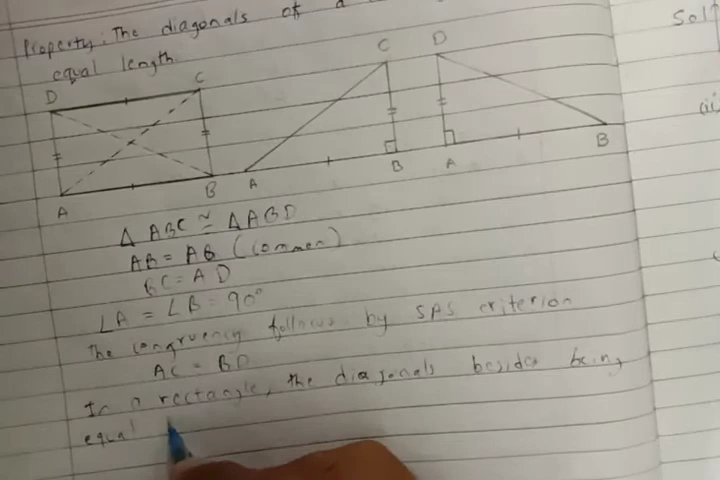 Property: The diagonals of a
equal length.
D C
A B
C
A B
D
A B
Δ ABC ≅ Δ ABD
AB = AB (common)
BC = AD
∠A = ∠B = 90°
The congruency follows by SAS criterion
AC = BD
In a rectangle, the diagonals besides being
equal
Sol
(ii